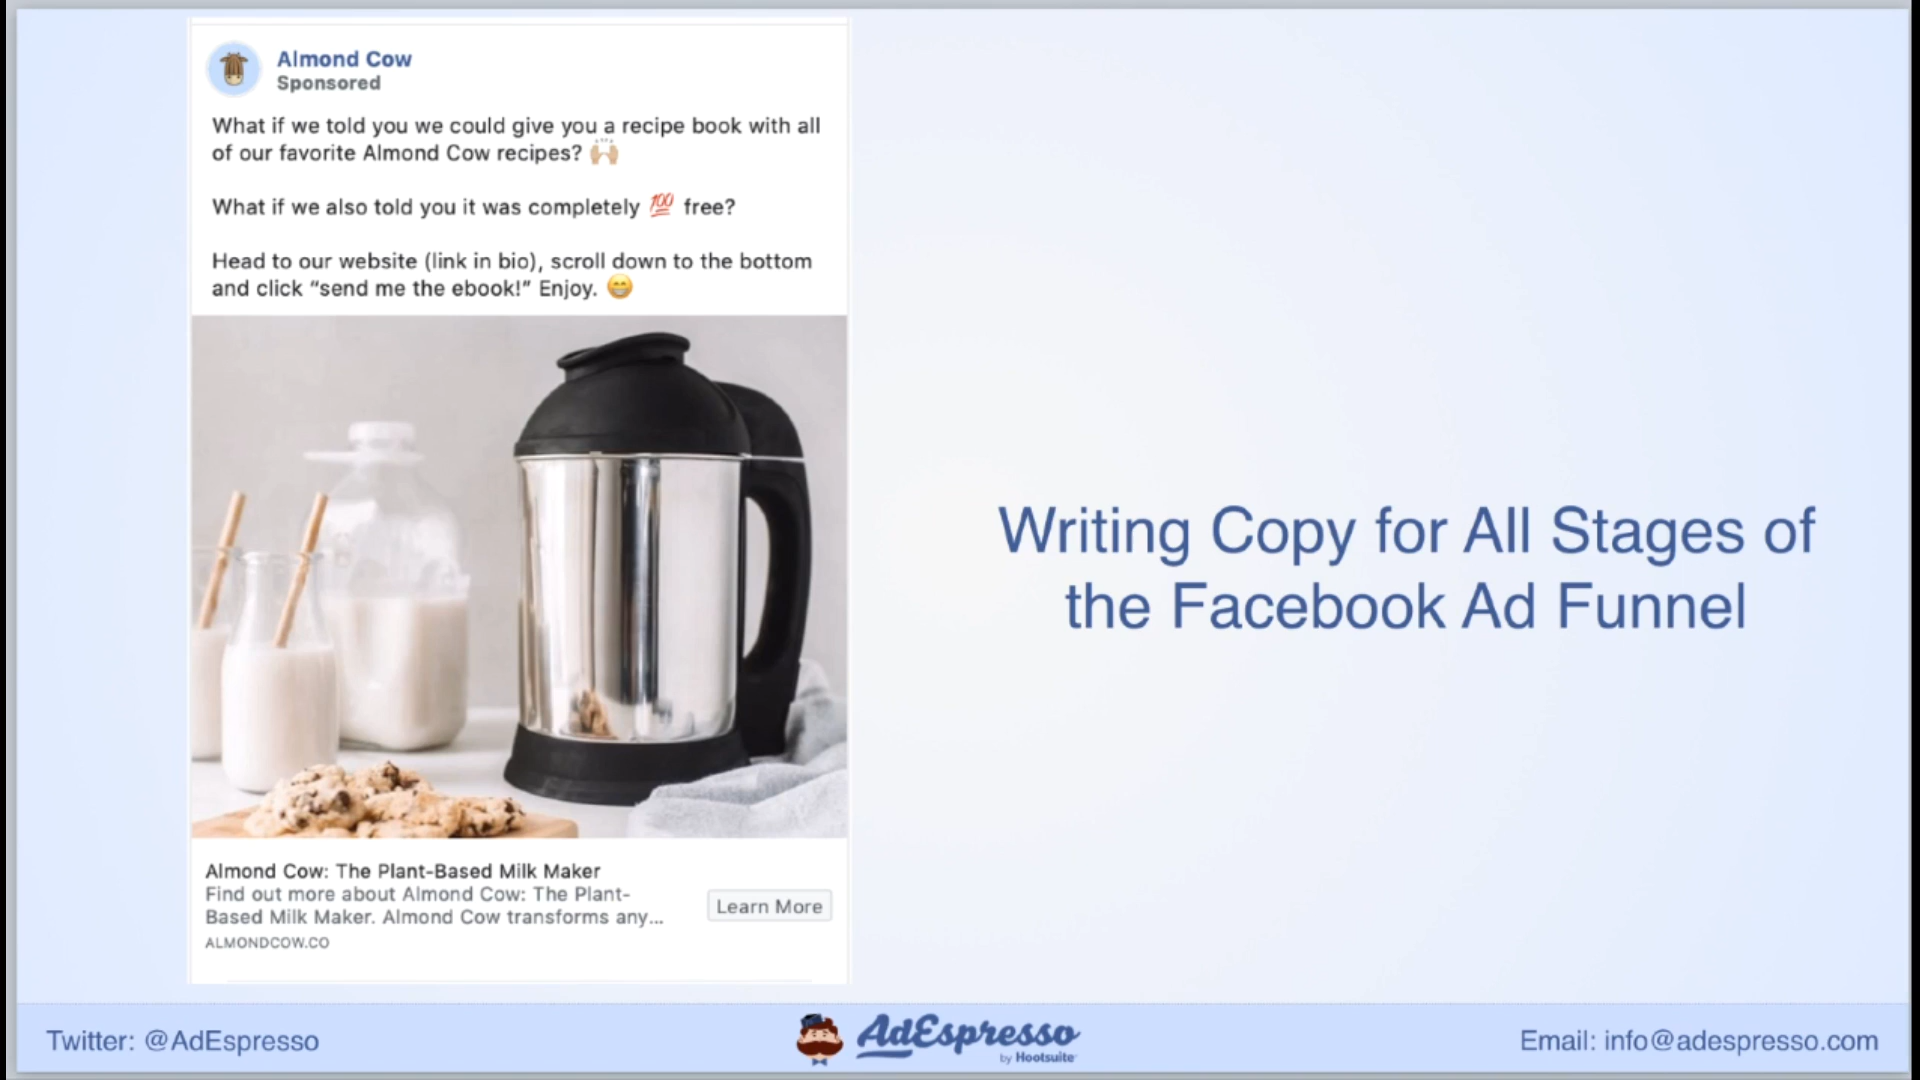 Almond Cow
Sponsored
What if we told you we could give you a recipe book with all
of our favorite Almond Cow recipes? 🙌🏼
What if we also told you it was completely 💯 free?
Head to our website (link in bio), scroll down to the bottom
and click “send me the ebook!” Enjoy. 😁
Almond Cow: The Plant-Based Milk Maker
Find out more about Almond Cow: The Plant-
Based Milk Maker. Almond Cow transforms any...
Learn More
ALMONDCOW.CO
Writing Copy for All Stages of
the Facebook Ad Funnel
Twitter: @AdEspresso
AdEspresso
by Hootsuite
Email: info@adespresso.com